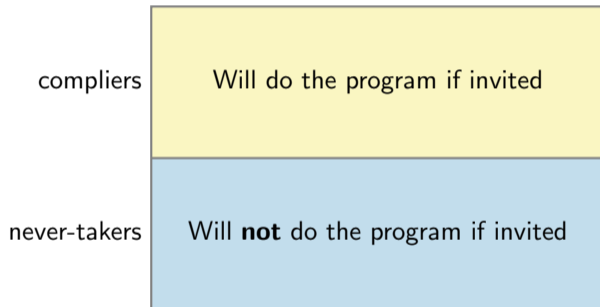 compliers
Will do the program if invited
never-takers
Will not do the program if invited